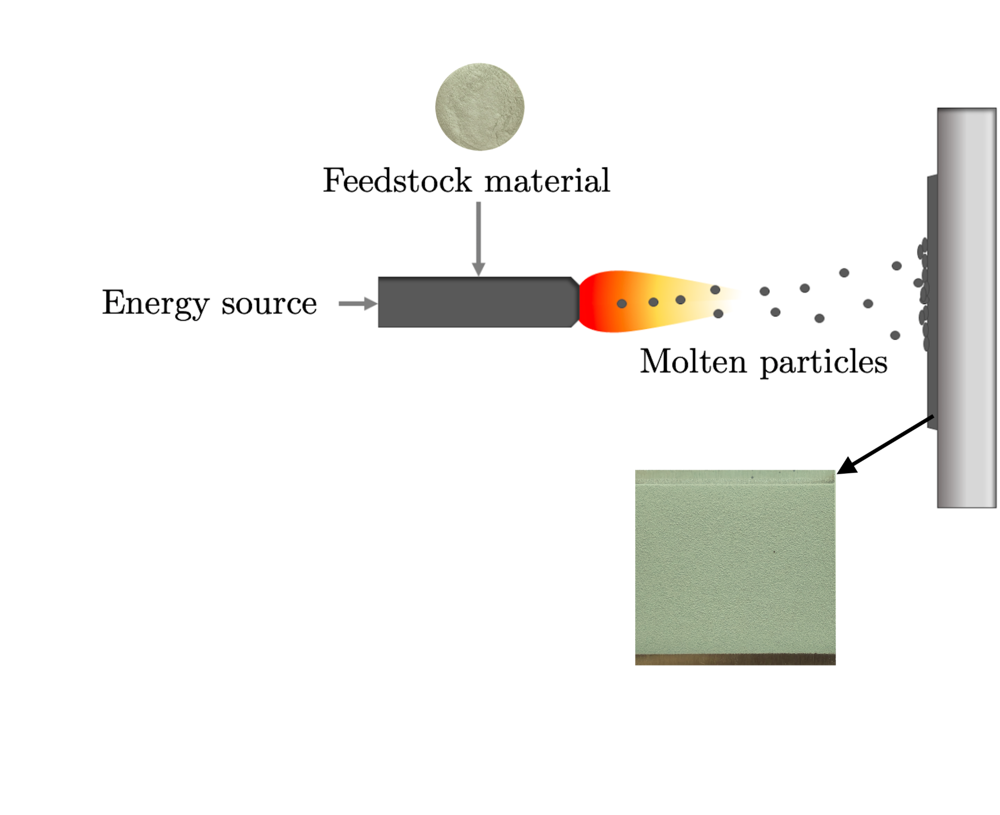 Feedstock material
Energy source
Molten particles